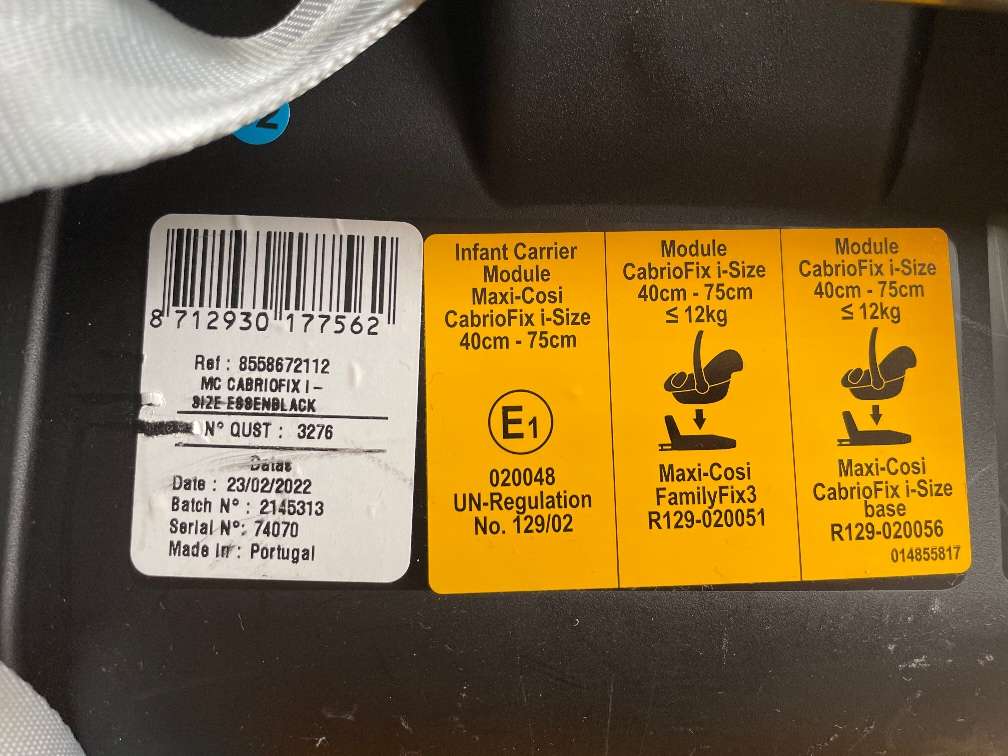 2
8 712930 177562
Ref : 8558672112
MC CABRIOFIX I -
SIZE ESSENBLACK
N° QUST : 3276
Datas
Date : 23/02/2022
Batch N° : 2145313
Serial N°: 74070
Made In : Portugal
Infant Carrier
Module
Maxi-Cosi
CabrioFix i-Size
40cm - 75cm
E1
020048
UN-Regulation
No. 129/02
Module
CabrioFix i-Size
40cm - 75cm
≤ 12kg
Maxi-Cosi
FamilyFix3
R129-020051
Module
CabrioFix i-Size
40cm - 75cm
≤ 12kg
Maxi-Cosi
CabrioFix i-Size
base
R129-020056
014855817